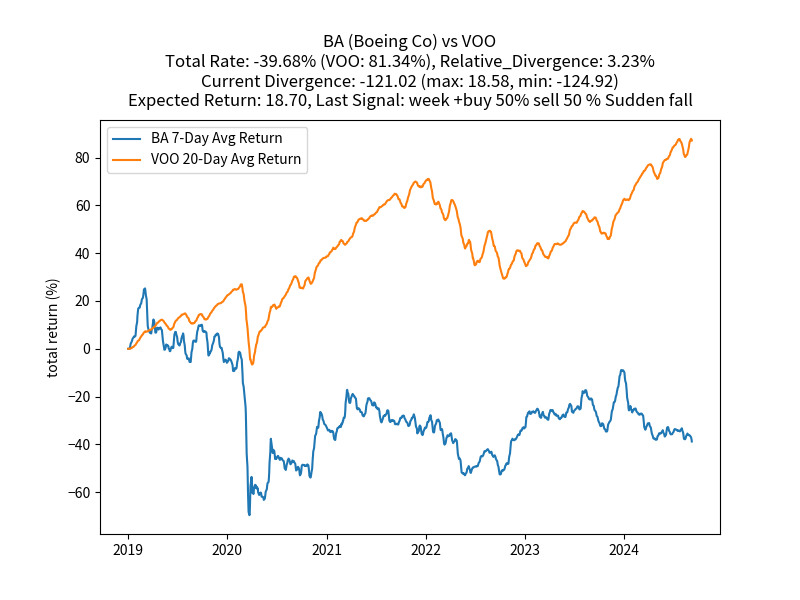 BA (Boeing Co) vs VOO
Total Rate: -39.68% (VOO: 81.34%), Relative_Divergence: 3.23%
Current Divergence: -121.02 (max: 18.58, min: -124.92)
Expected Return: 18.70, Last Signal: week +buy 50% sell 50 % Sudden fall
BA 7-Day Avg Return
VOO 20-Day Avg Return
total return (%)
80
60
40
20
0
−20
−40
−60
2019 2020 2021 2022 2023 2024